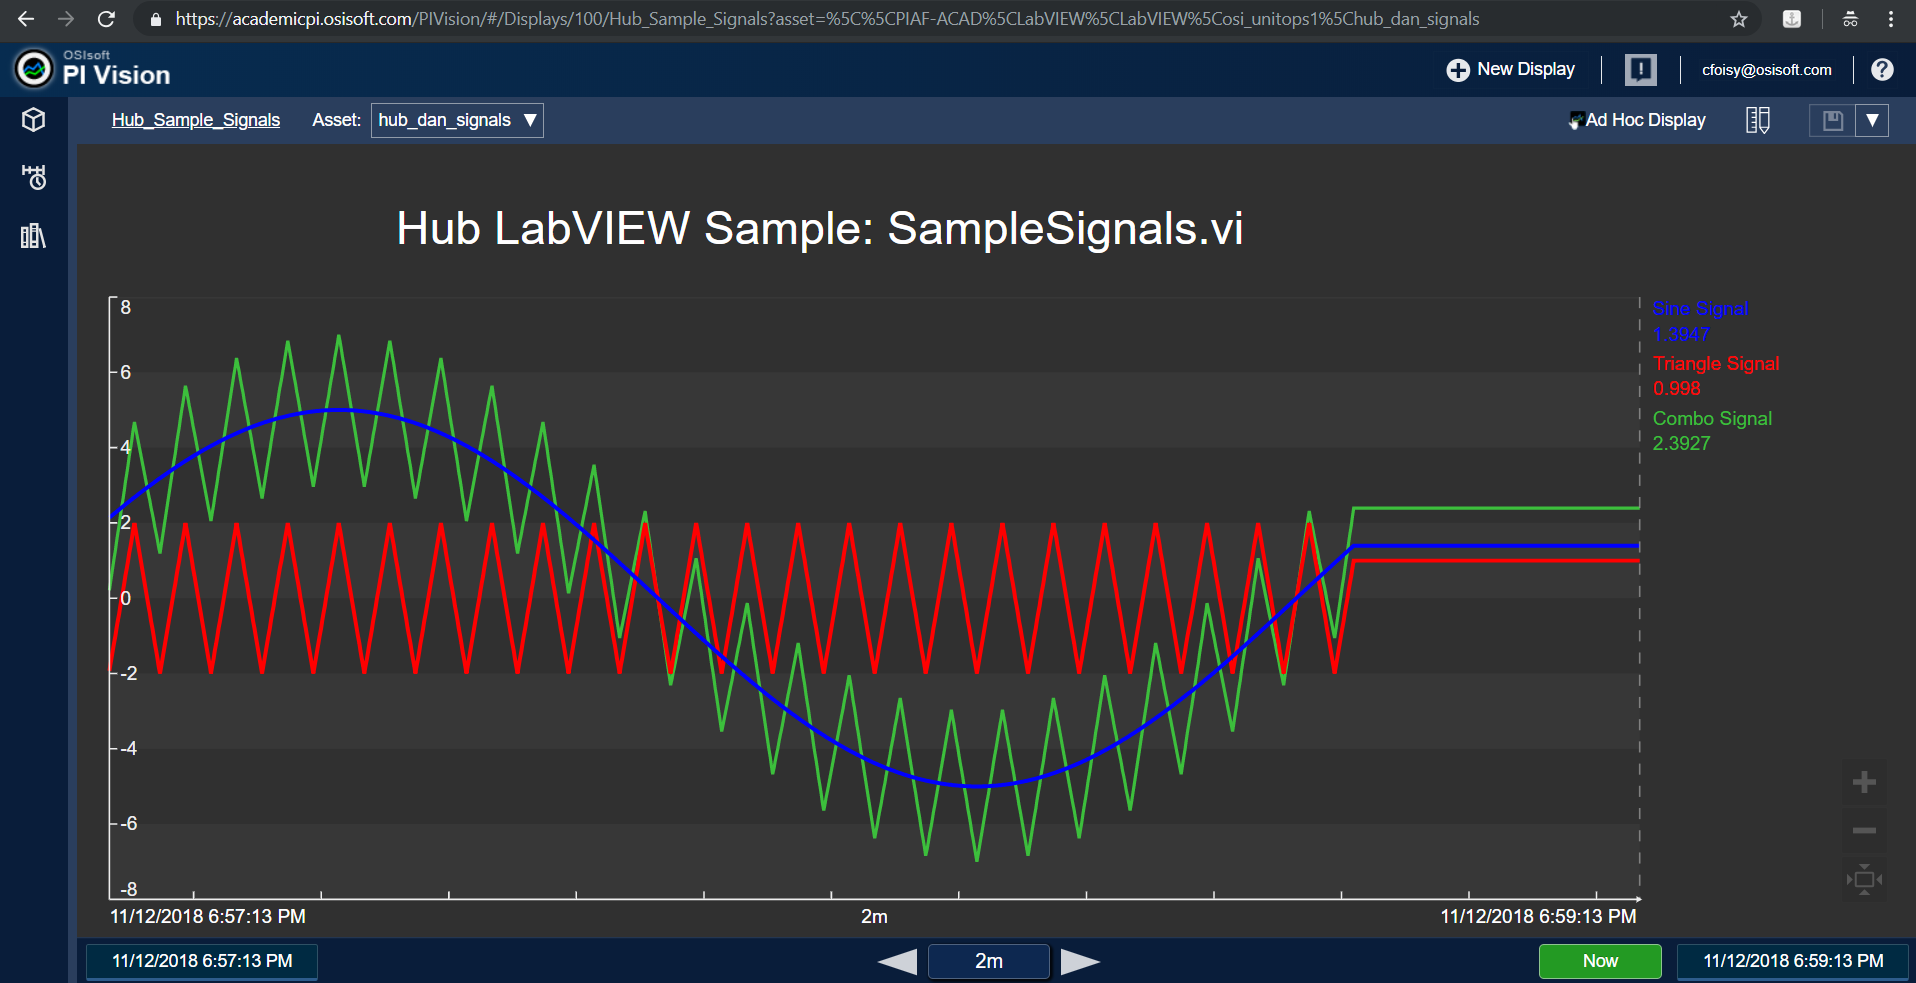 https://academicpi.osisoft.com/PIVision/#/Displays/100/Hub_Sample_Signals?asset=%5C%5CPIAF-ACAD%5CLabVIEW%5CLabVIEW%5Cosi_unitops1%5Chub_dan_signals
OSIsoft
PI Vision
New Display
cfoisy@osisoft.com
Hub_Sample_Signals
Asset:
hub_dan_signals
Ad Hoc Display
Hub LabVIEW Sample: SampleSignals.vi
8
6
4
2
0
-2
-4
-6
-8
Sine Signal
1.3947
Triangle Signal
0.998
Combo Signal
2.3927
11/12/2018 6:57:13 PM
2m
11/12/2018 6:59:13 PM
11/12/2018 6:57:13 PM
2m
Now
11/12/2018 6:59:13 PM